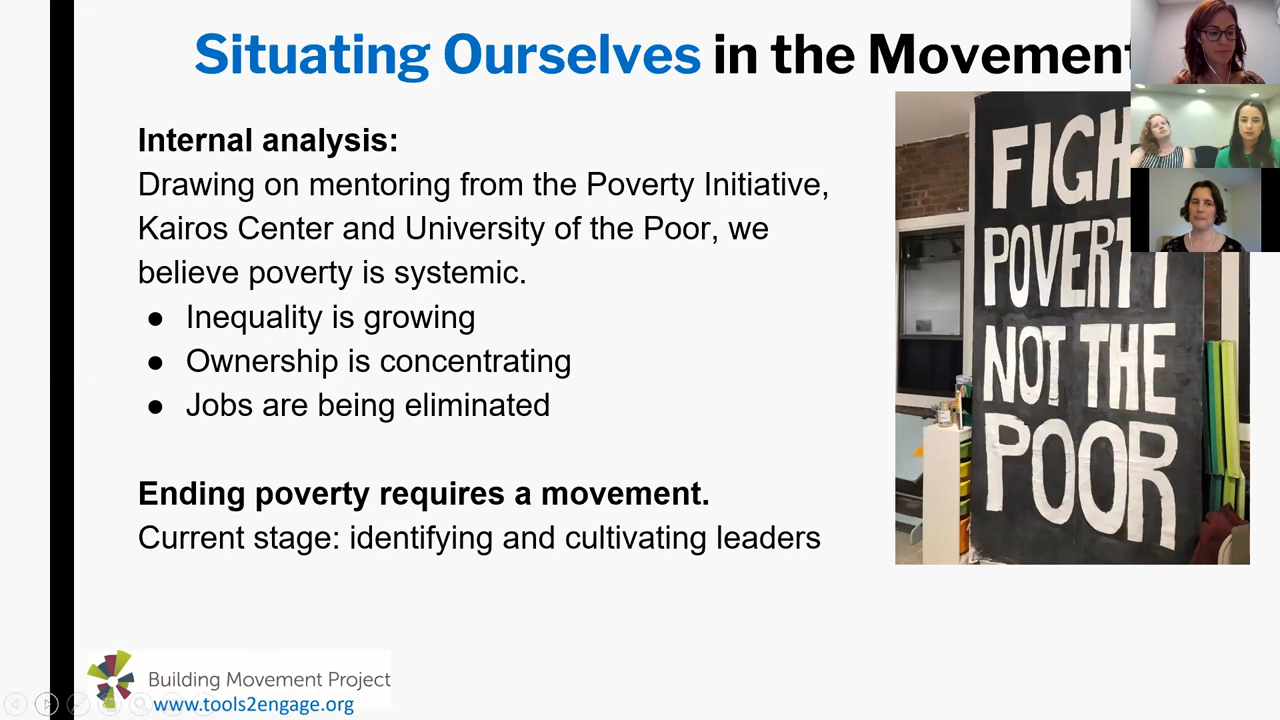 Situating Ourselves in the Movement
Internal analysis:
Drawing on mentoring from the Poverty Initiative,
Kairos Center and University of the Poor, we
believe poverty is systemic.
● Inequality is growing
● Ownership is concentrating
● Jobs are being eliminated
Ending poverty requires a movement.
Current stage: identifying and cultivating leaders
FIGH
POVERTY
NOT THE
POOR
Building Movement Project
www.tools2engage.org